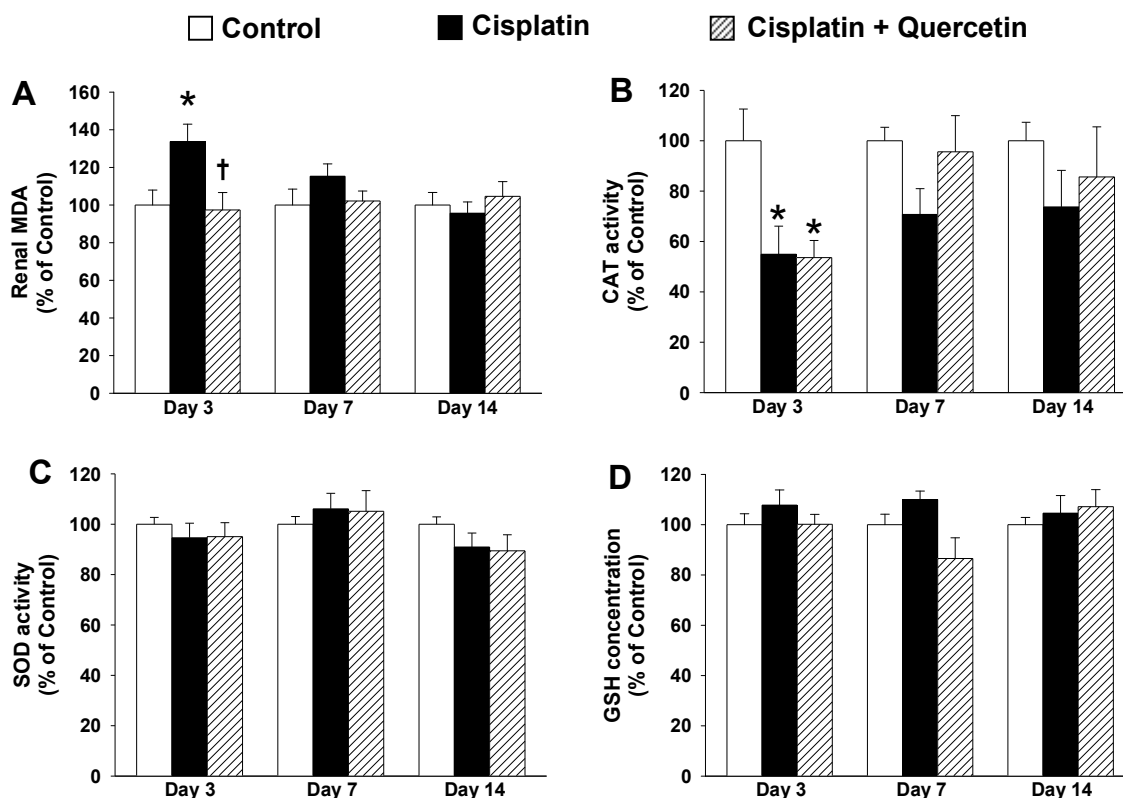 Control Cisplatin Cisplatin + Quercetin
A
Renal MDA
(% of Control)
160
140
120
100
80
60
40
20
0
*
†
Day 3 Day 7 Day 14
B
CAT activity
(% of Control)
120
100
80
60
40
20
0
* *
Day 3 Day 7 Day 14
C
SOD activity
(% of Control)
120
100
80
60
40
20
0
Day 3 Day 7 Day 14
D
GSH concentration
(% of Control)
120
100
80
60
40
20
0
Day 3 Day 7 Day 14